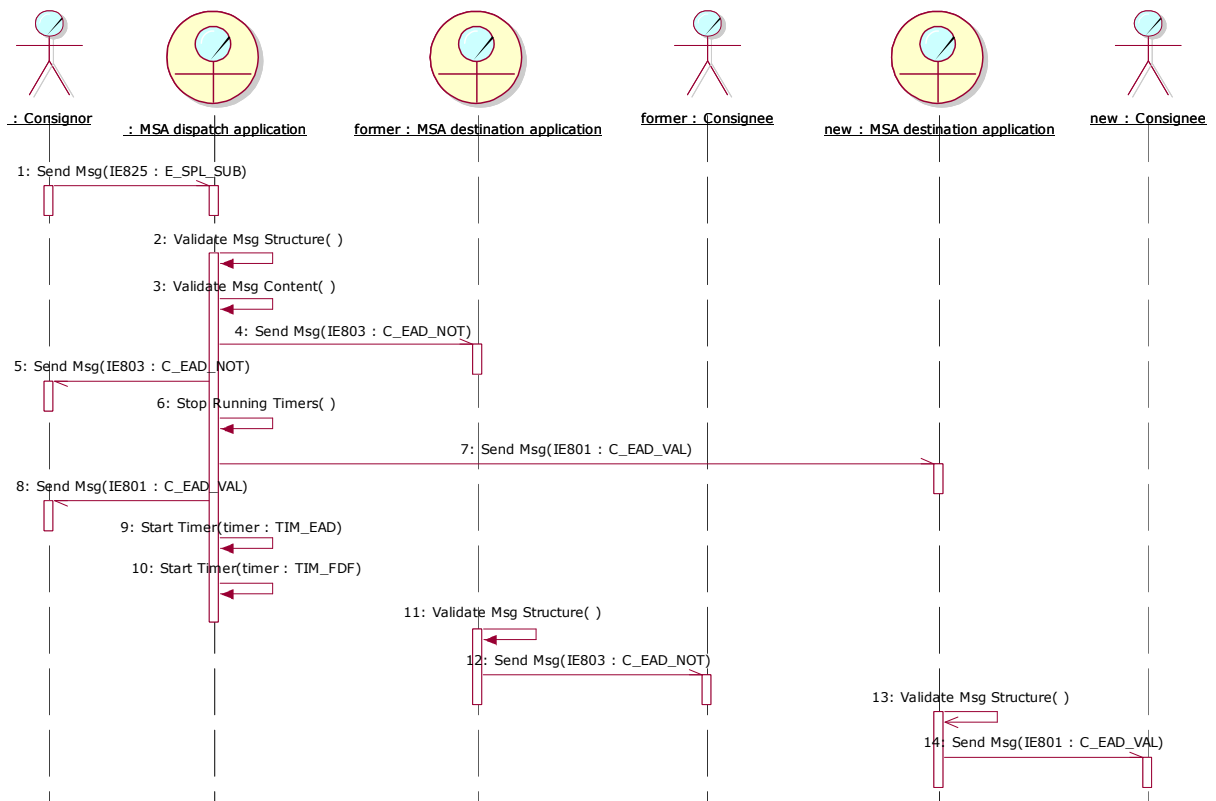 : Consignor
: MSA dispatch application
former : MSA destination application
former : Consignee
new : MSA destination application
new : Consignee
1: Send Msg(IE825 : E_SPL_SUB)
2: Validate Msg Structure( )
3: Validate Msg Content( )
4: Send Msg(IE803 : C_EAD_NOT)
5: Send Msg(IE803 : C_EAD_NOT)
6: Stop Running Timers( )
7: Send Msg(IE801 : C_EAD_VAL)
8: Send Msg(IE801 : C_EAD_VAL)
9: Start Timer(timer : TIM_EAD)
10: Start Timer(timer : TIM_FDF)
11: Validate Msg Structure( )
12: Send Msg(IE803 : C_EAD_NOT)
13: Validate Msg Structure( )
14: Send Msg(IE801 : C_EAD_VAL)